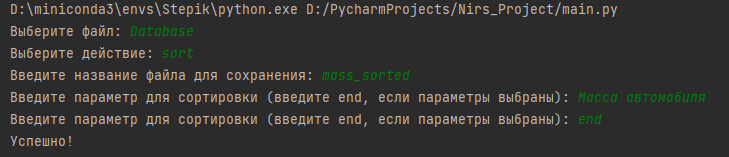 D:\miniconda3\envs\Stepik\python.exe D:/PycharmProjects/Nirs_Project/main.py
Выберите файл: Database
Выберите действие: sort
Введите название файла для сохранения: mass_sorted
Введите параметр для сортировки (введите end, если параметры выбраны): Масса автомобиля
Введите параметр для сортировки (введите end, если параметры выбраны): end
Успешно!